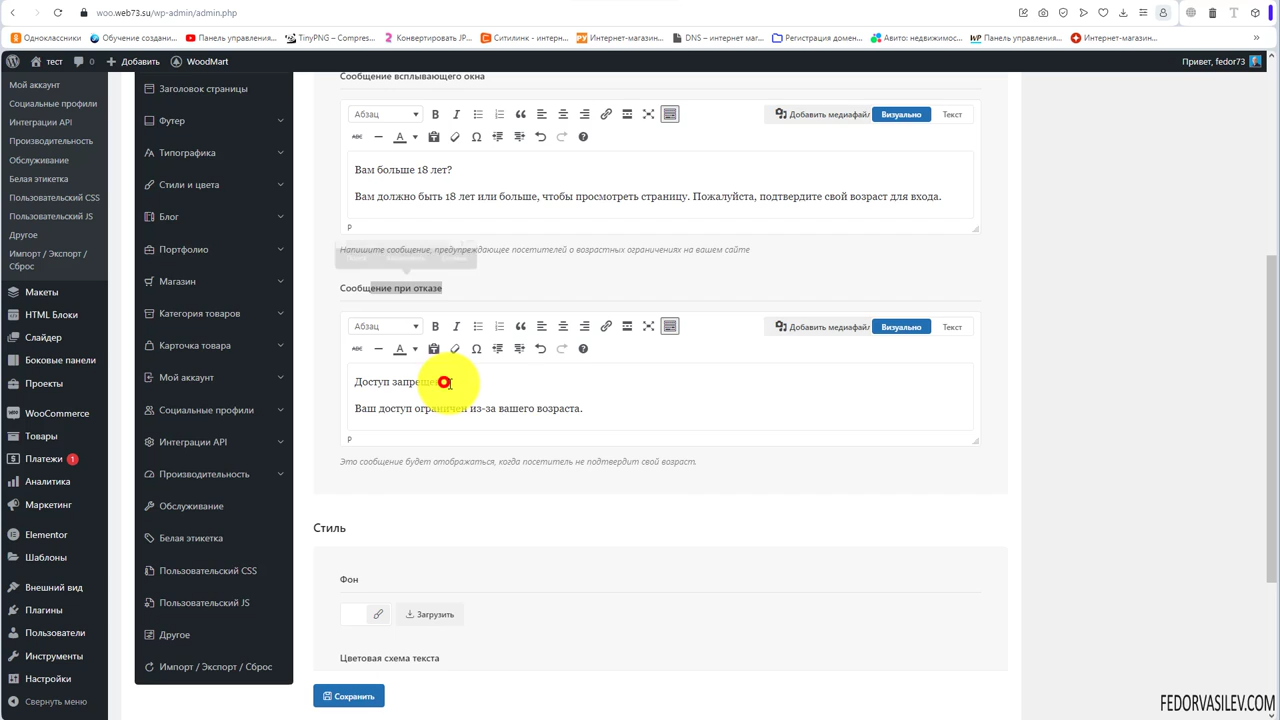 woo.web73.su/wp-admin/admin.php
Одноклассники
Обучение создани...
Панель управления...
TinyPNG – Compres...
Конвертировать JP...
Ситилинк - интерн...
Интернет-магазин...
DNS – интернет маг...
Регистрация домен...
Авито: недвижимос...
Панель управления...
Интернет-магазин...
тест
0
Добавить
WoodMart
Привет, fedor73
Мой аккаунт
Социальные профили
Интеграции API
Производительность
Обслуживание
Белая этикетка
Пользовательский CSS
Пользовательский JS
Другое
Импорт / Экспорт /
Сброс
Макеты
HTML Блоки
Слайдер
Боковые панели
Проекты
WooCommerce
Товары
Платежи 1
Аналитика
Маркетинг
Elementor
Шаблоны
Внешний вид
Плагины
Пользователи
Инструменты
Настройки
Свернуть меню
Заголовок страницы
Футер
Типографика
Стили и цвета
Блог
Портфолио
Магазин
Категория товаров
Карточка товара
Мой аккаунт
Социальные профили
Интеграции API
Производительность
Обслуживание
Белая этикетка
Пользовательский CSS
Пользовательский JS
Другое
Импорт / Экспорт / Сброс
Сообщение всплывающего окна
Абзац
Добавить медиафайл
Визуально
Текст
Вам больше 18 лет?
Вам должно быть 18 лет или больше, чтобы просмотреть страницу. Пожалуйста, подтвердите свой возраст для входа.
P
Напишите сообщение, предупреждающее посетителей о возрастных ограничениях на вашем сайте
Сообщение при отказе
Абзац
Добавить медиафайл
Визуально
Текст
Доступ
Ваш доступ ограничен из-за вашего возраста.
P
Это сообщение будет отображаться, когда посетитель не подтвердит свой возраст.
Стиль
Фон
Загрузить
Цветовая схема текста
Сохранить
FEDORVASILEV.COM